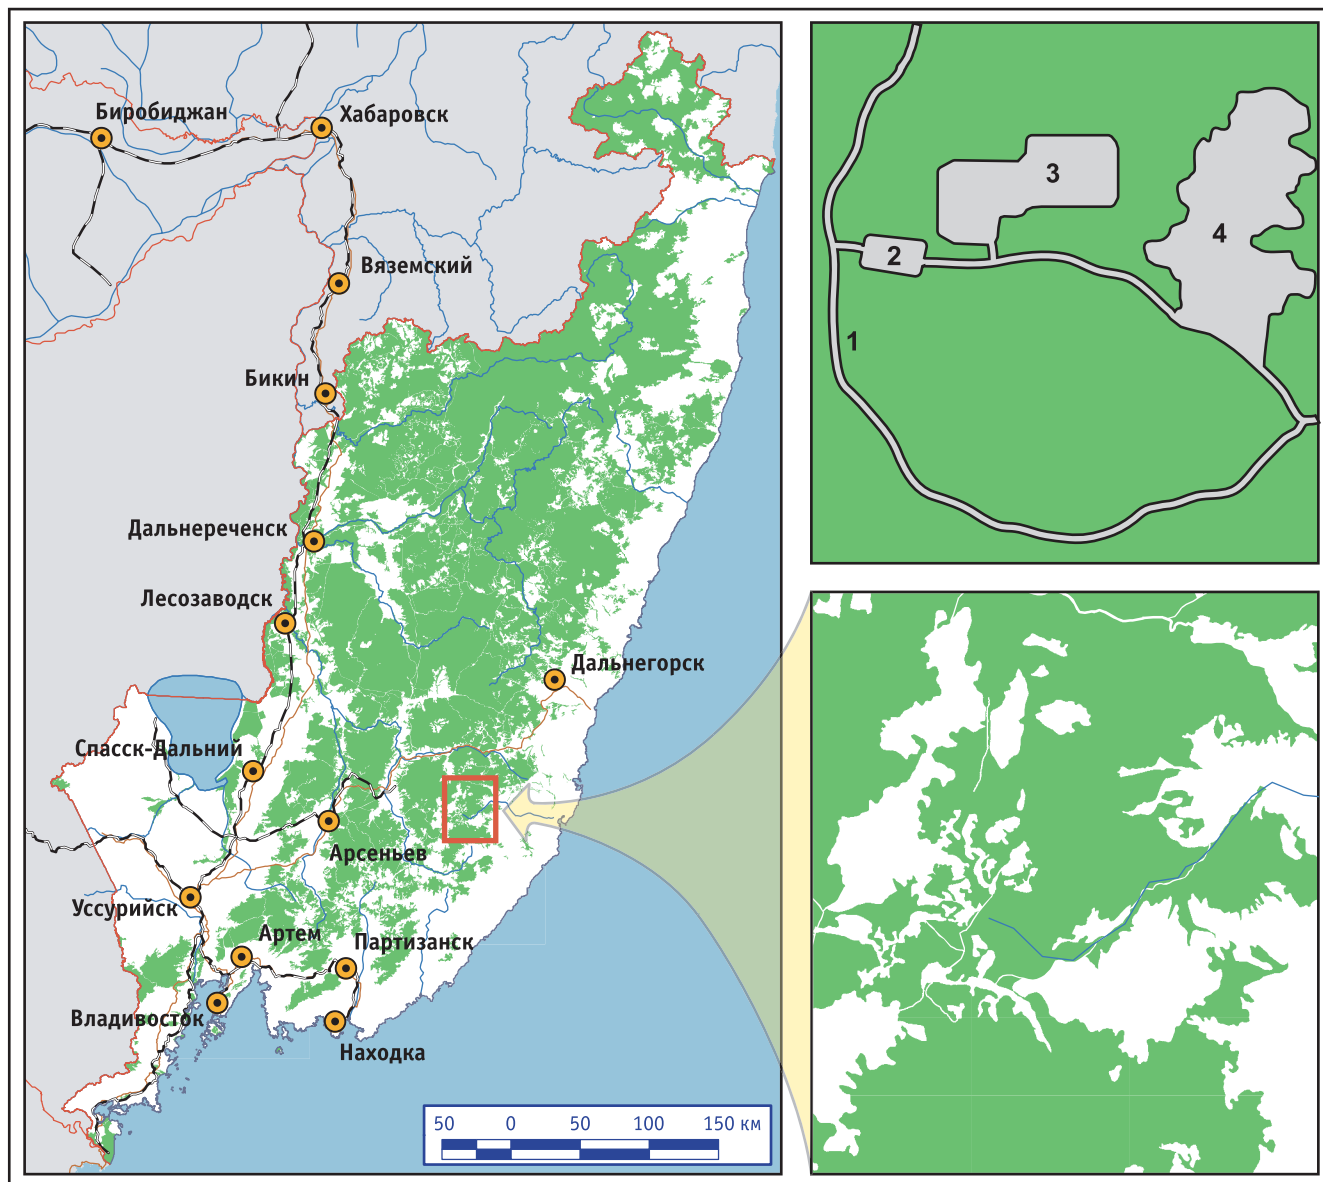 Биробиджан
Хабаровск
Вяземский
Бикин
Дальнереченск
Лесозаводск
Дальнегорск
Спасск-Дальний
Арсеньев
Уссурийск
Артем
Партизанск
Владивосток
Находка
50 0 50 100 150 км
3
4
2
1